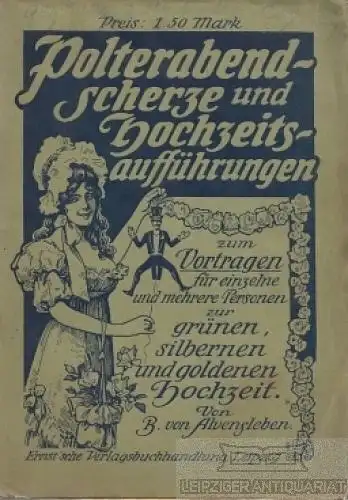 Preis: 1.50 Mark
Polterabend-
scherze und
Hochzeits-
aufführungen
zum
Vortragen
für einzelne
und mehrere Personen
zur
grünen,
silbernen
und goldenen
Hochzeit.
Von
B. von Alvensleben.
Ernst'sche Verlagsbuchhandlung, Leipzig
LEIPZIGER ANTIQUARIAT